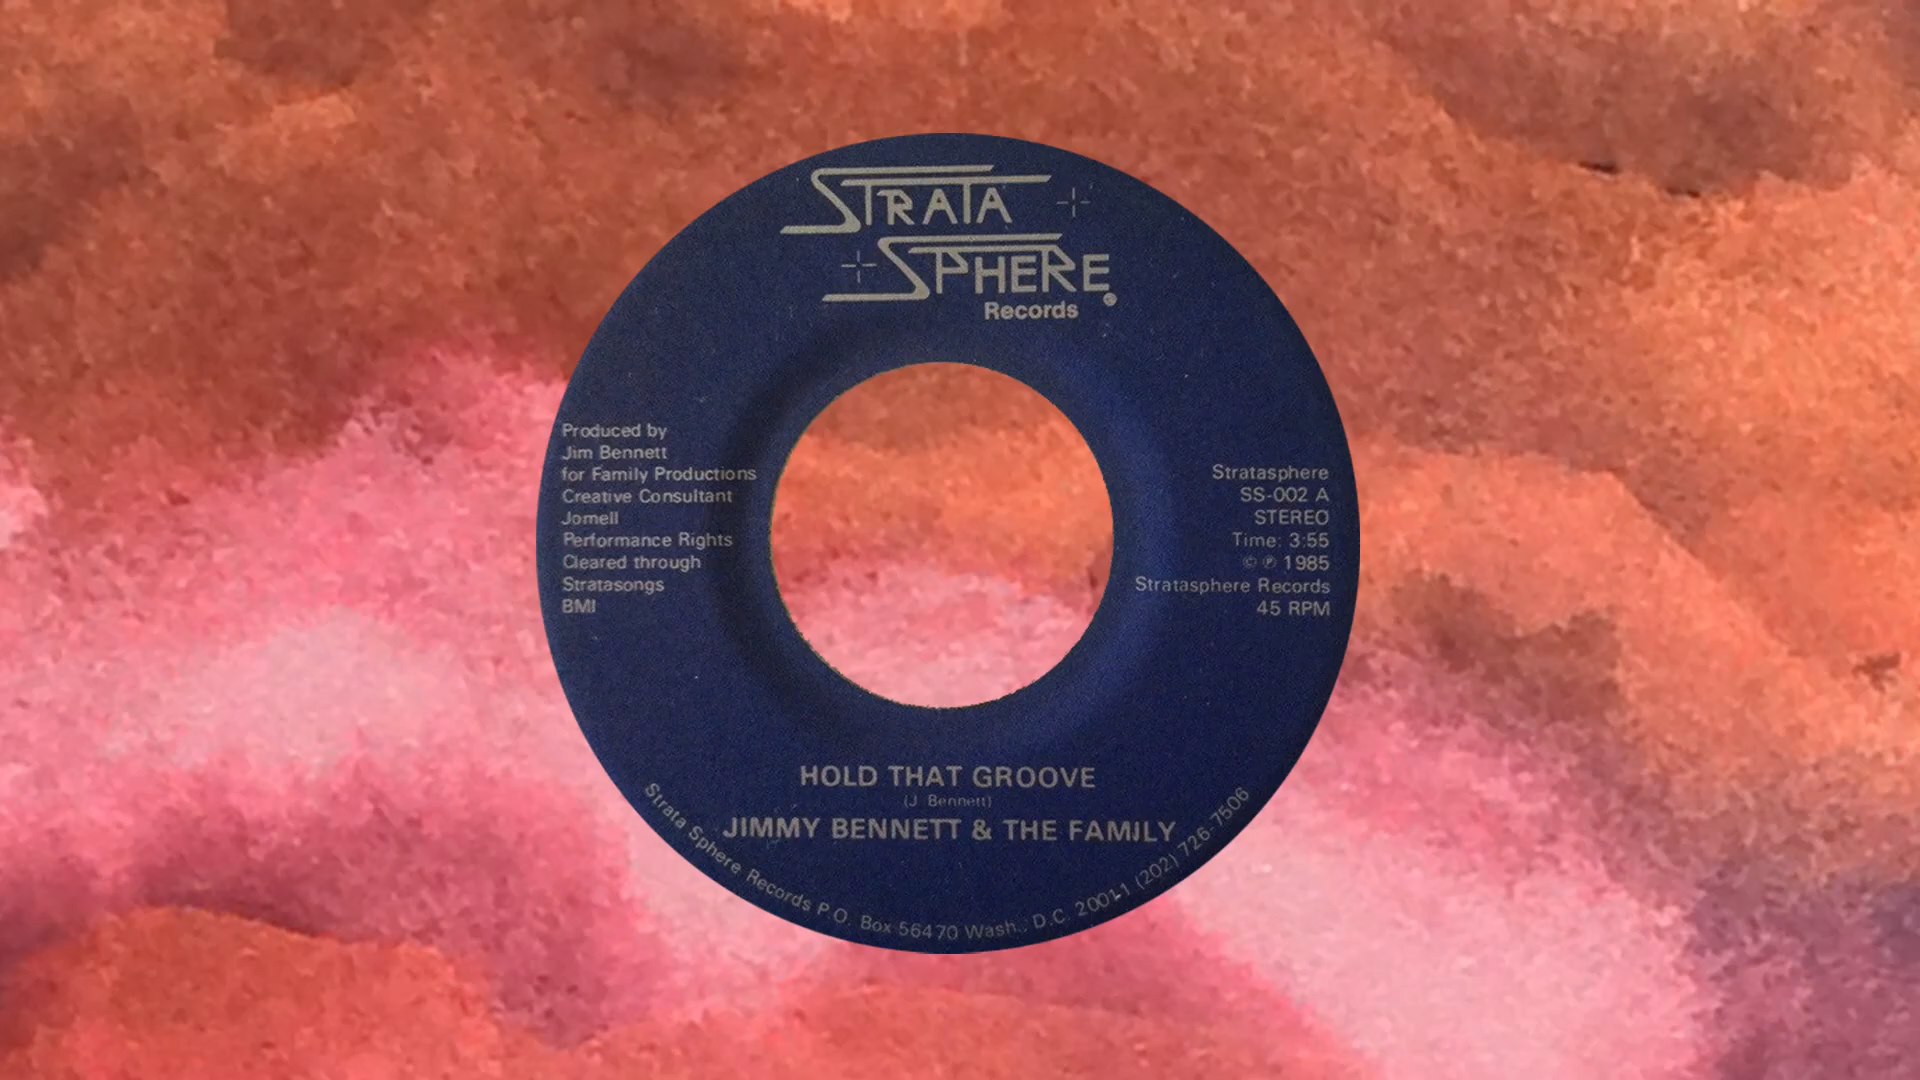 STRATA
SPHERE
Records
Produced by
Jim Bennett
for Family Productions
Creative Consultant
Jomell
Performance Rights
Cleared through
Stratasongs
BMI
Stratasphere
SS-002 A
STEREO
Time: 3:55
© ℗ 1985
Stratasphere Records
45 RPM
HOLD THAT GROOVE
(J. Bennett)
JIMMY BENNETT & THE FAMILY
Strata Sphere Records P.O. Box 56470 Wash., D.C. 20011 (202) 726-7506